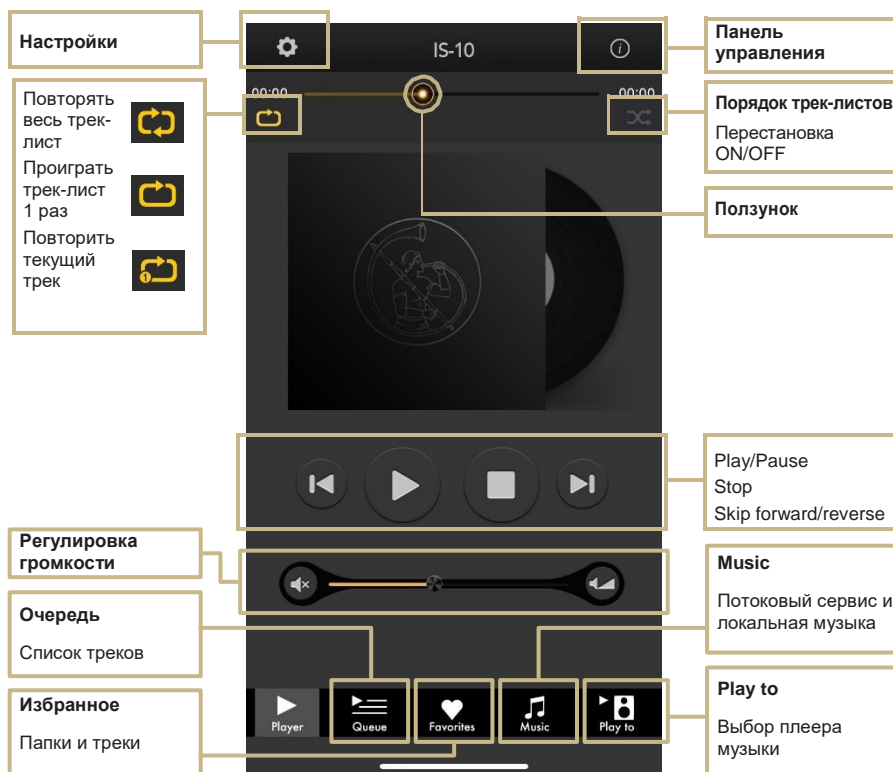 Настройки
IS-10
Панель
управления
Повторять
весь трек-
лист
Проиграть
трек-лист
1 раз
Повторить
текущий
трек
1
00:00
- 00:00
Порядок трек-листов
Перестановка
ON/OFF
Ползунок
Play/Pause
Stop
Skip forward/reverse
Регулировка
громкости
Очередь
Список треков
Избранное
Папки и треки
Music
Потоковый сервис и
локальная музыка
Play to
Выбор плеера
музыки
Player
Queue
Favorites
Music
Play to